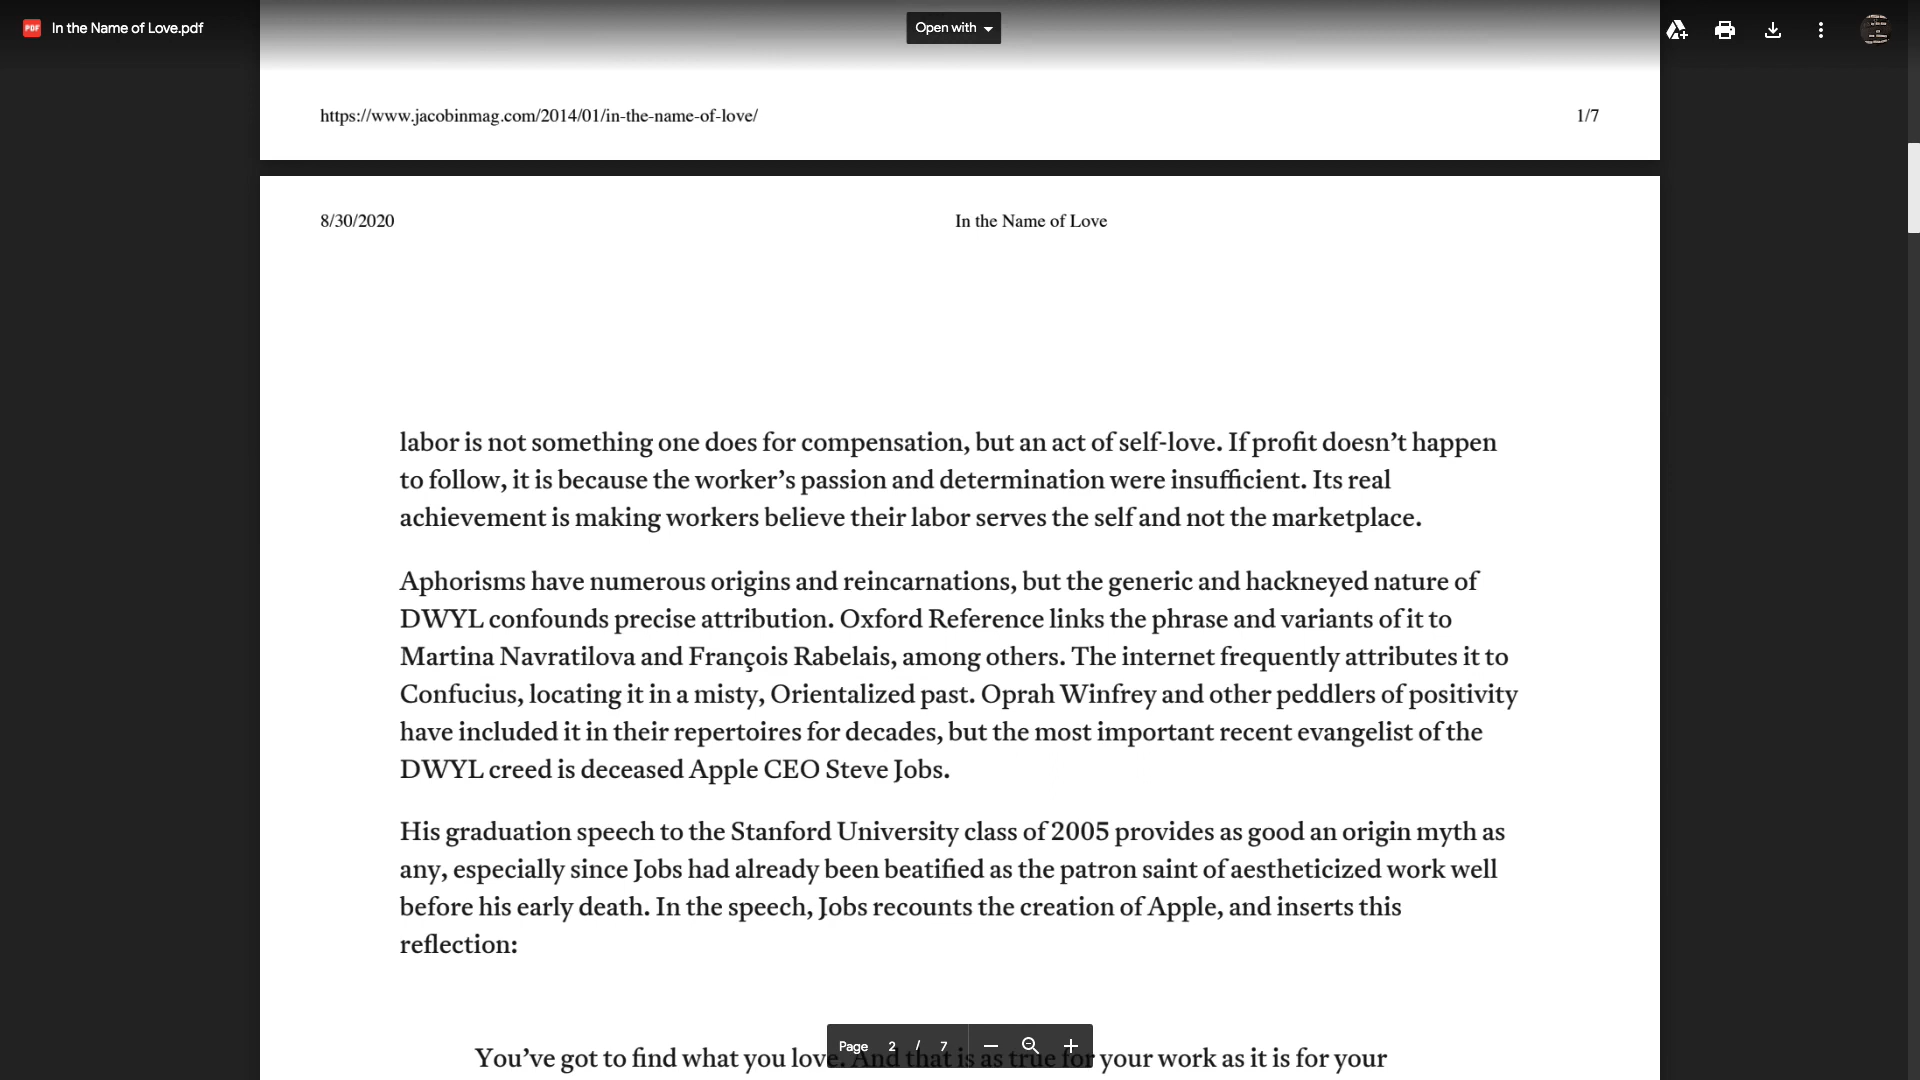 In the Name of Love.pdf
Open with
https://www.jacobinmag.com/2014/01/in-the-name-of-love/ 1/7
8/30/2020 In the Name of Love
labor is not something one does for compensation, but an act of self-love. If profit doesn’t happen
to follow, it is because the worker’s passion and determination were insufficient. Its real
achievement is making workers believe their labor serves the self and not the marketplace.
Aphorisms have numerous origins and reincarnations, but the generic and hackneyed nature of
DWYL confounds precise attribution. Oxford Reference links the phrase and variants of it to
Martina Navratilova and François Rabelais, among others. The internet frequently attributes it to
Confucius, locating it in a misty, Orientalized past. Oprah Winfrey and other peddlers of positivity
have included it in their repertoires for decades, but the most important recent evangelist of the
DWYL creed is deceased Apple CEO Steve Jobs.
His graduation speech to the Stanford University class of 2005 provides as good an origin myth as
any, especially since Jobs had already been beatified as the patron saint of aestheticized work well
before his early death. In the speech, Jobs recounts the creation of Apple, and inserts this
reflection:
You’ve got to find what you love. And that is as true for your work as it is for your
Page 2 / 7